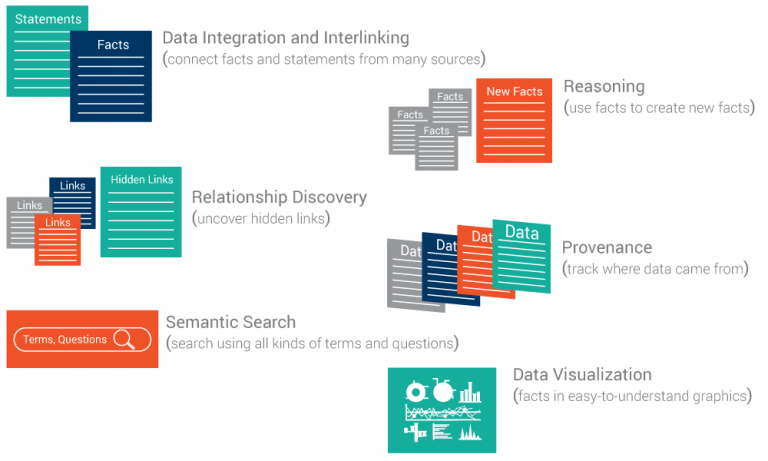 Statements
Facts
Data Integration and Interlinking
(connect facts and statements from many sources)
Facts
Facts
Facts
New Facts
Reasoning
(use facts to create new facts)
Links
Links
Links
Hidden Links
Relationship Discovery
(uncover hidden links)
Dat
Dat
Dat
Data
Provenance
(track where data came from)
Terms, Questions
Semantic Search
(search using all kinds of terms and questions)
Data Visualization
(facts in easy-to-understand graphics)